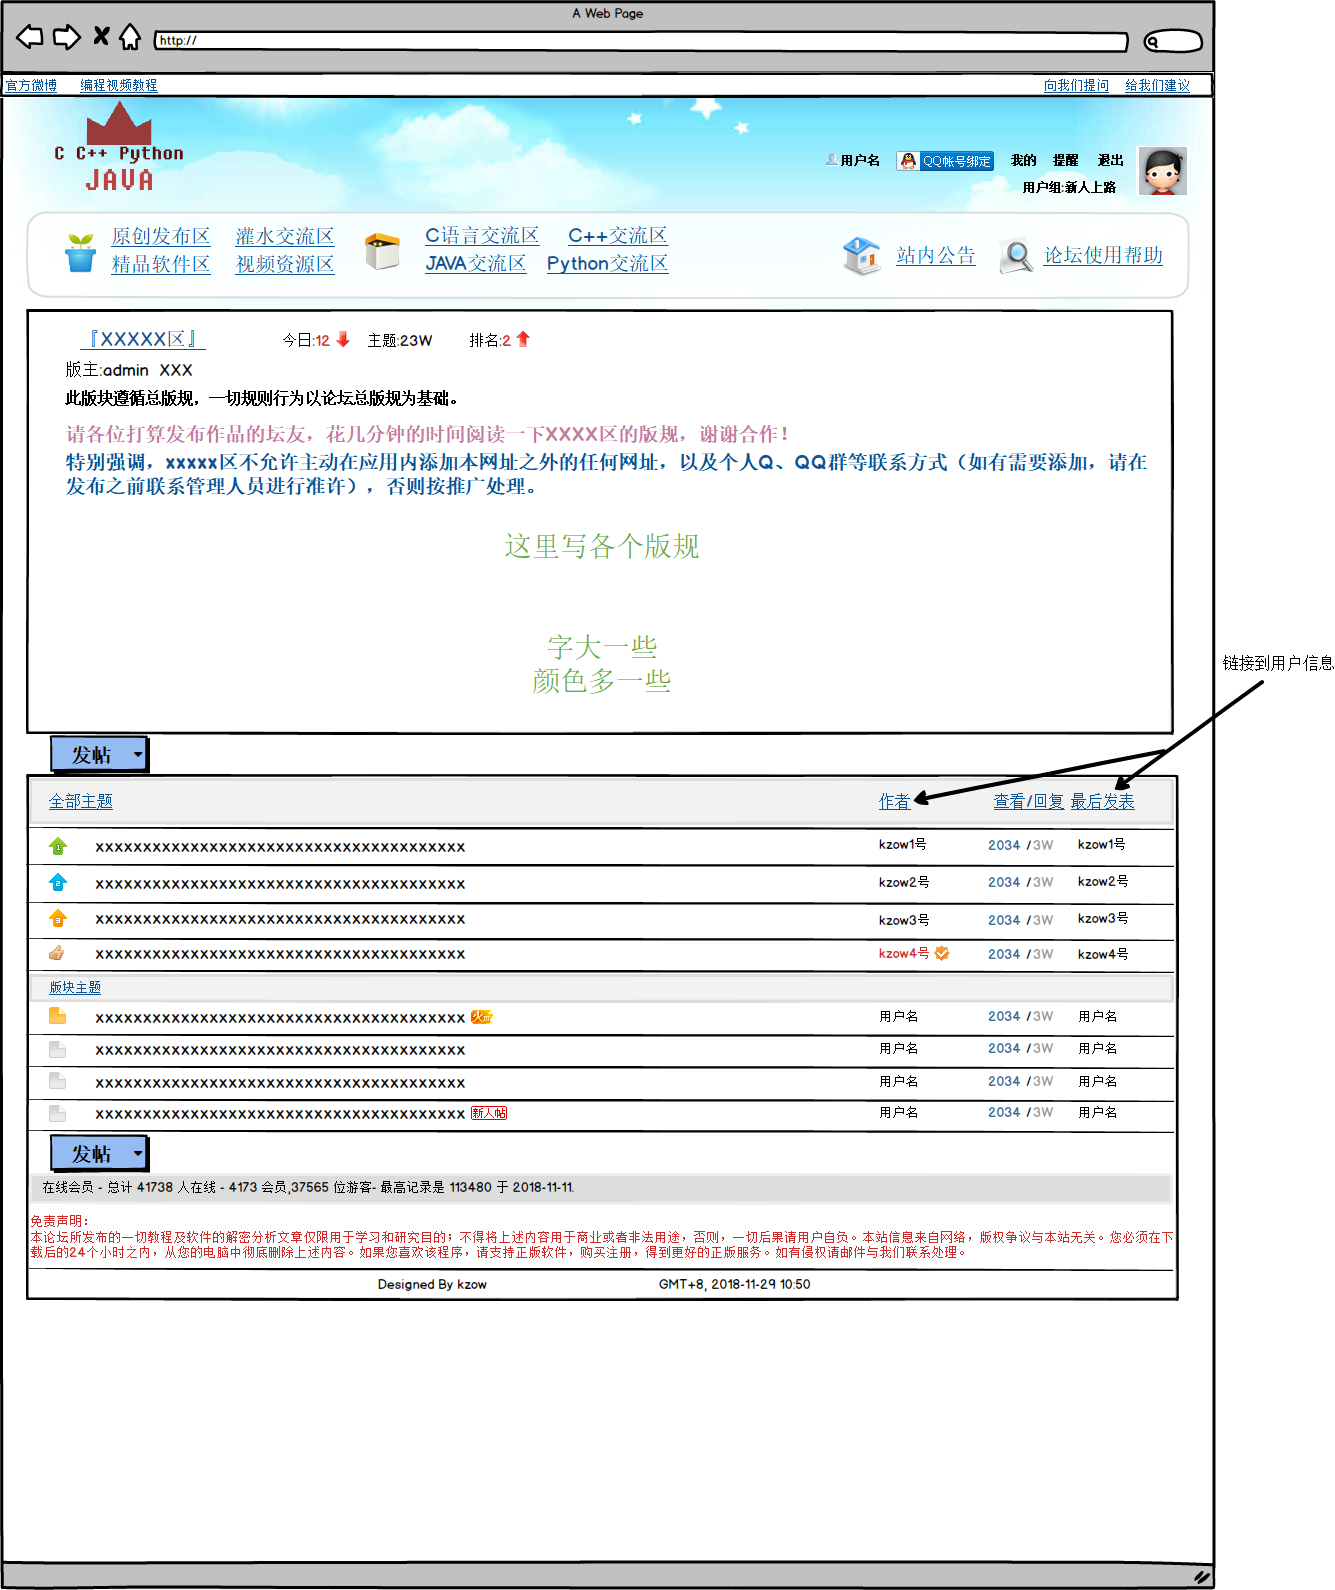 A Web Page
http://
官方微博 编程视频教程 向我们提问 给我们建议
C C++ Python
JAVA
用户名 QQ帐号绑定 我的 提醒 退出
用户组:新人上路
原创发布区 灌水交流区 C语言交流区 C++交流区
精品软件区 视频资源区 JAVA交流区 Python交流区
站内公告 论坛使用帮助
『XXXXX区』 今日:12 主题:23W 排名:2
版主:admin XXX
此版块遵循总版规，一切规则行为以论坛总版规为基础。
请各位打算发布作品的坛友，花几分钟的时间阅读一下XXXX区的版规，谢谢合作！
特别强调，xxxxx区不允许主动在应用内添加本网址之外的任何网址，以及个人Q、QQ群等联系方式（如有需要添加，请在
发布之前联系管理人员进行准许），否则按推广处理。
这里写各个版规
字大一些
颜色多一些
链接到用户信息
发帖
全部主题 作者 查看/回复 最后发表
1 xxxxxxxxxxxxxxxxxxxxxxxxxxxxxxxxxxxxxxx kzow1号 2034 /3W kzow1号
2 xxxxxxxxxxxxxxxxxxxxxxxxxxxxxxxxxxxxxxx kzow2号 2034 /3W kzow2号
3 xxxxxxxxxxxxxxxxxxxxxxxxxxxxxxxxxxxxxxx kzow3号 2034 /3W kzow3号
xxxxxxxxxxxxxxxxxxxxxxxxxxxxxxxxxxxxxxx kzow4号 2034 /3W kzow4号
版块主题
xxxxxxxxxxxxxxxxxxxxxxxxxxxxxxxxxxxxxxx 用户名 2034 /3W 用户名
xxxxxxxxxxxxxxxxxxxxxxxxxxxxxxxxxxxxxxx 用户名 2034 /3W 用户名
xxxxxxxxxxxxxxxxxxxxxxxxxxxxxxxxxxxxxxx 用户名 2034 /3W 用户名
xxxxxxxxxxxxxxxxxxxxxxxxxxxxxxxxxxxxxxx 新人帖 用户名 2034 /3W 用户名
发帖
在线会员 - 总计 41738 人在线 - 4173 会员,37565 位游客- 最高记录是 113480 于 2018-11-11.
免责声明：
本论坛所发布的一切教程及软件的解密分析文章仅限用于学习和研究目的；不得将上述内容用于商业或者非法用途，否则，一切后果请用户自负。本站信息来自网络，版权争议与本站无关。您必须在下
载后的24个小时之内，从您的电脑中彻底删除上述内容。如果您喜欢该程序，请支持正版软件，购买注册，得到更好的正版服务。如有侵权请邮件与我们联系处理。
Designed By kzow GMT+8, 2018-11-29 10:50